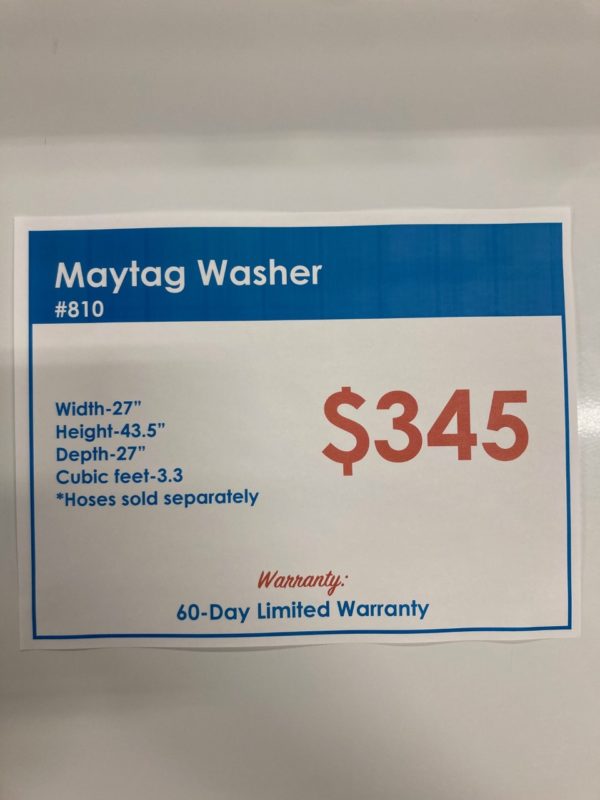 Maytag Washer
#810
Width-27”
Height-43.5”
Depth-27”
Cubic feet-3.3
*Hoses sold separately
$345
Warranty:
60-Day Limited Warranty